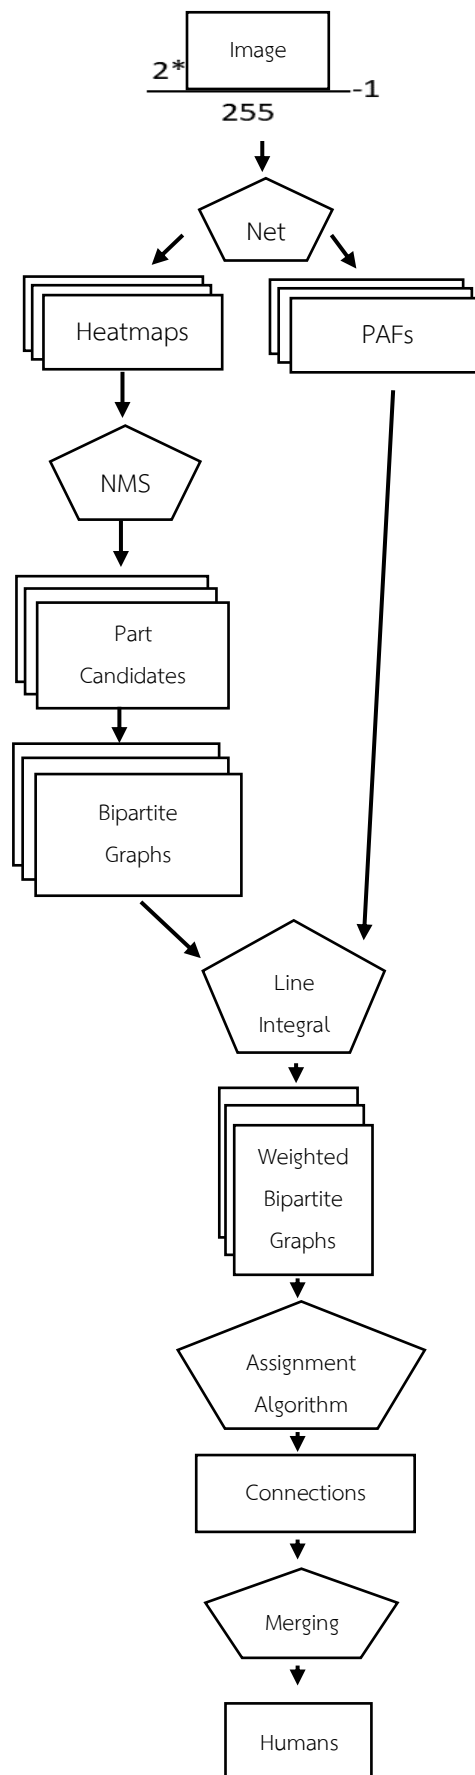 Image
2*
-1
255
Net
Heatmaps
PAFs
NMS
Part
Candidates
Bipartite
Graphs
Line
Integral
Weighted
Bipartite
Graphs
Assignment
Algorithm
Connections
Merging
Humans